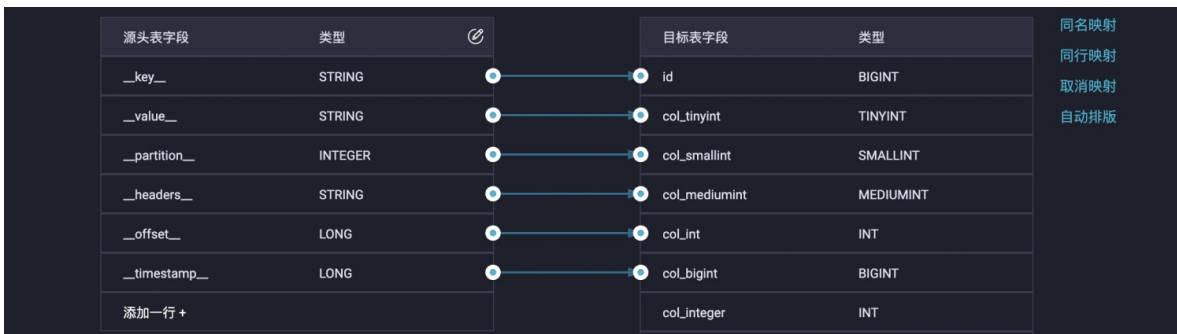 源头表字段 类型 目标表字段 类型 同名映射
同行映射
__key__ STRING id BIGINT
取消映射
__value__ STRING col_tinyint TINYINT 自动排版
__partition__ INTEGER col_smallint SMALLINT
__headers__ STRING col_mediumint MEDIUMINT
__offset__ LONG col_int INT
__timestamp__ LONG col_bigint BIGINT
添加一行 + col_integer INT